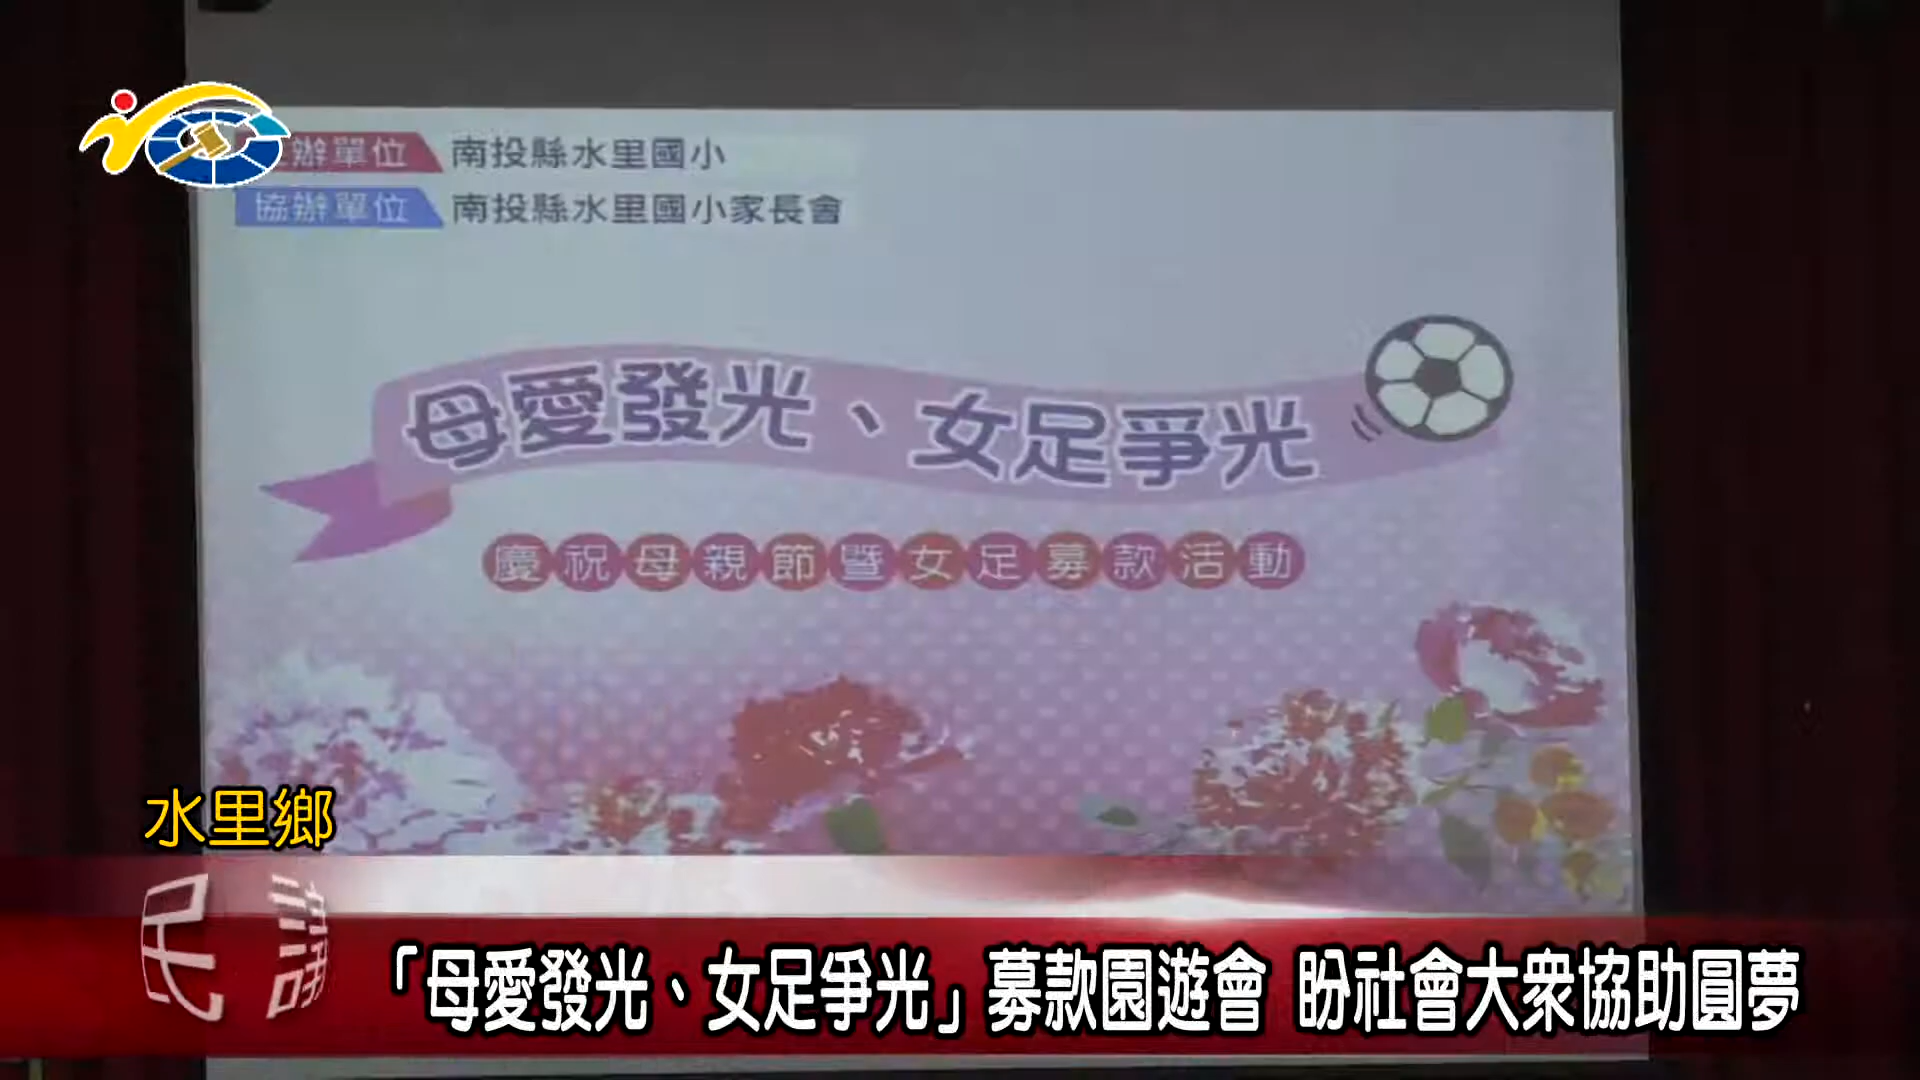 辦單位 南投縣水里國小
協辦單位 南投縣水里國小家長會
母愛發光、女足爭光
慶祝母親節暨女足募款活動
水里鄉
民
「母愛發光、女足爭光」募款園遊會 盼社會大眾協助圓夢